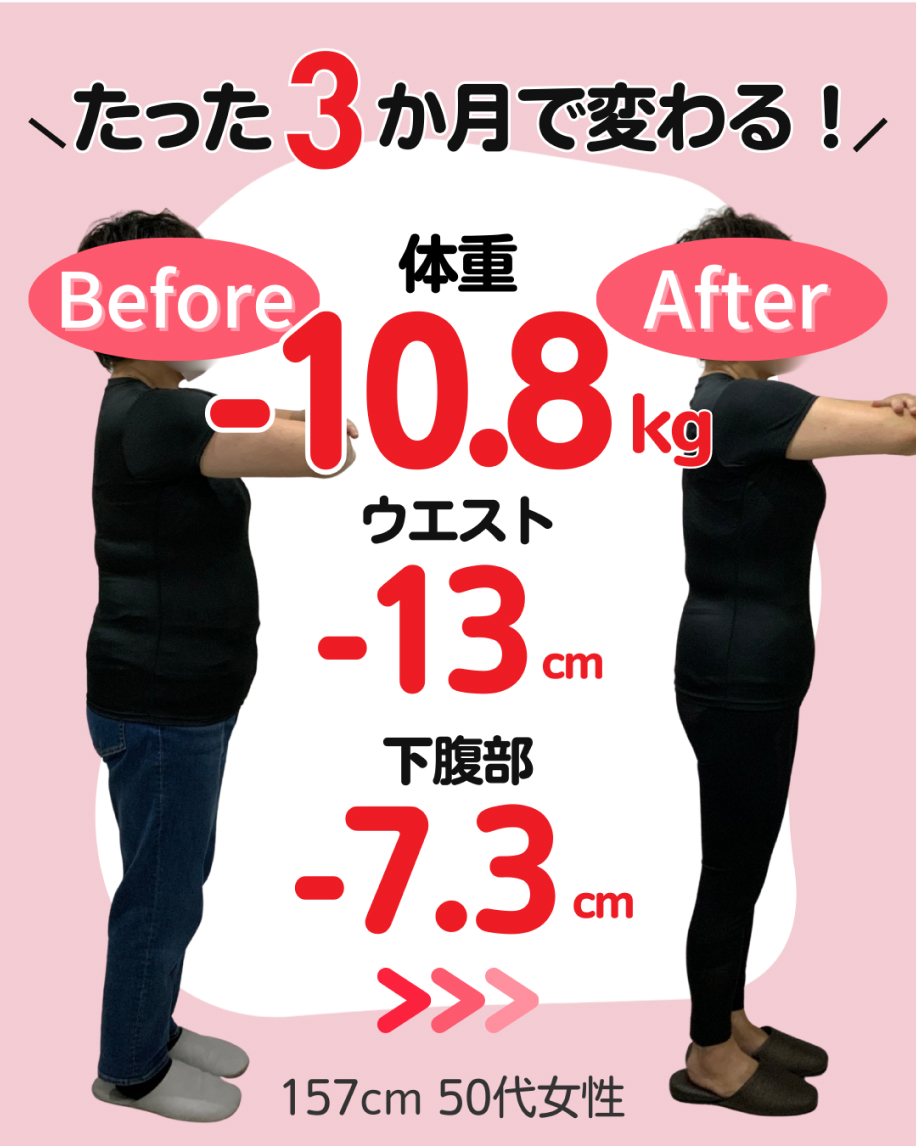 たった3か月で変わる！
Before
After
体重
-10.8kg
ウエスト
-13cm
下腹部
-7.3cm
157cm 50代女性